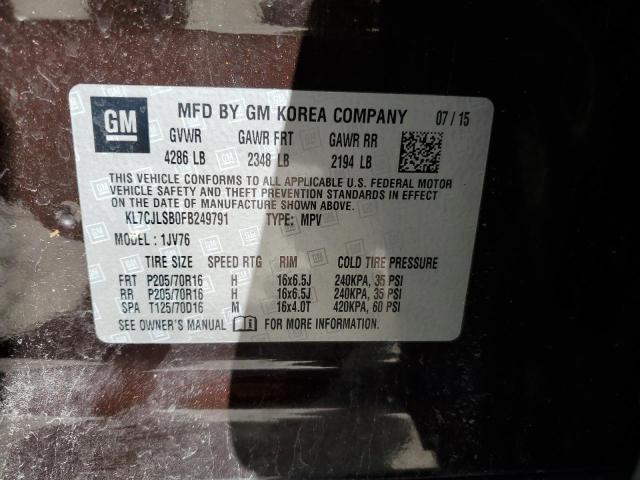 GM
MFD BY GM KOREA COMPANY 07 / 15
GVWR GAWR FRT GAWR RR
4286 LB 2348 LB 2194 LB
THIS VEHICLE CONFORMS TO ALL APPLICABLE U.S. FEDERAL MOTOR
VEHICLE SAFETY AND THEFT PREVENTION STANDARDS IN EFFECT
ON THE DATE OF MANUFACTURE SHOWN ABOVE.
KL7CJLSB0FB249791 TYPE: MPV
MODEL : 1JV76
TIRE SIZE SPEED RTG RIM COLD TIRE PRESSURE
FRT P205/70R16 H 16x6.5J 240KPA, 35 PSI
RR P205/70R16 H 16x6.5J 240KPA, 35 PSI
SPA T125/70D16 M 16x4.0T 420KPA, 60 PSI
SEE OWNER'S MANUAL FOR MORE INFORMATION.